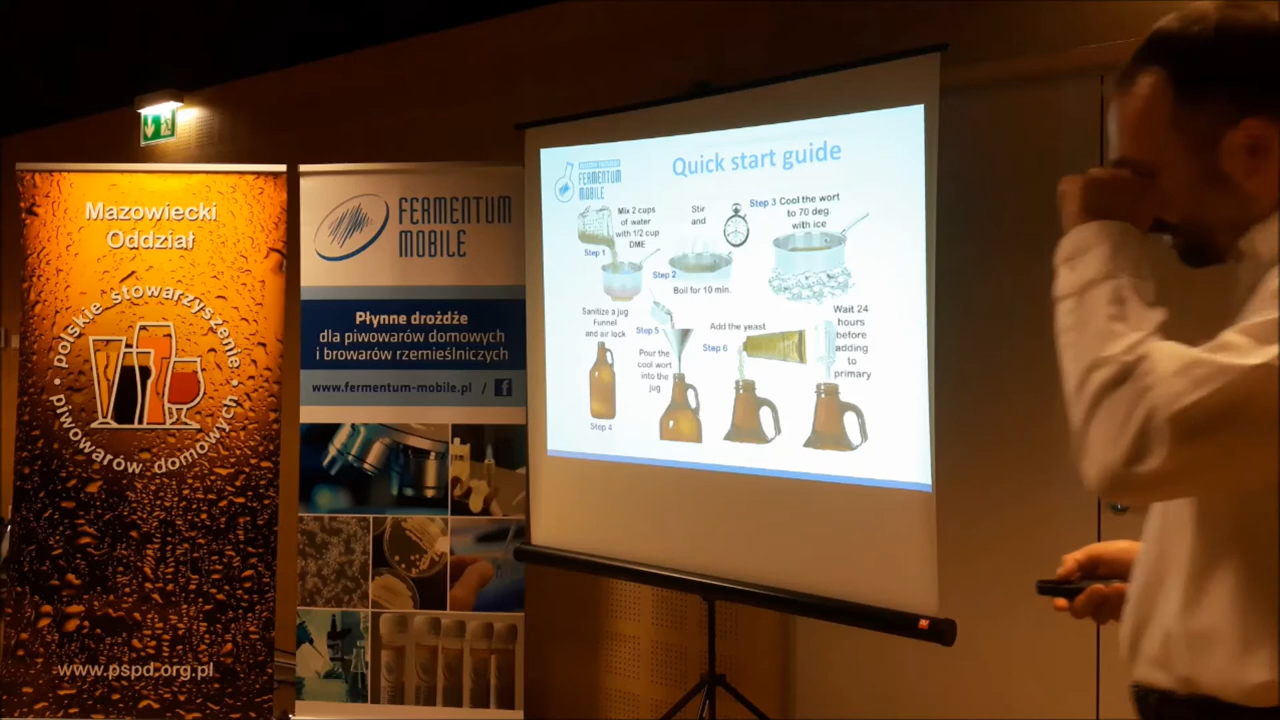 Mazowiecki
Oddział
polskie stowarzyszenie
• piwowarów domowych •
www.pspd.org.pl
FERMENTUM
MOBILE
Płynne drożdże
dla piwowarów domowych
i browarów rzemieślniczych
www.fermentum-mobile.pl / f
FERMENTUM
MOBILE
Quick start guide
Mix 2 cups
of water
with 1/2 cup
DME
Step 1
Stir
and
Step 2
Boil for 10 min.
Step 3 Cool the wort
to 70 deg.
with ice
Sanitize a jug
Funnel
and air lock
Step 4
Step 5
Pour the
cool wort
into the
jug
Add the yeast
Step 6
Wait 24
hours
before
adding
to
primary